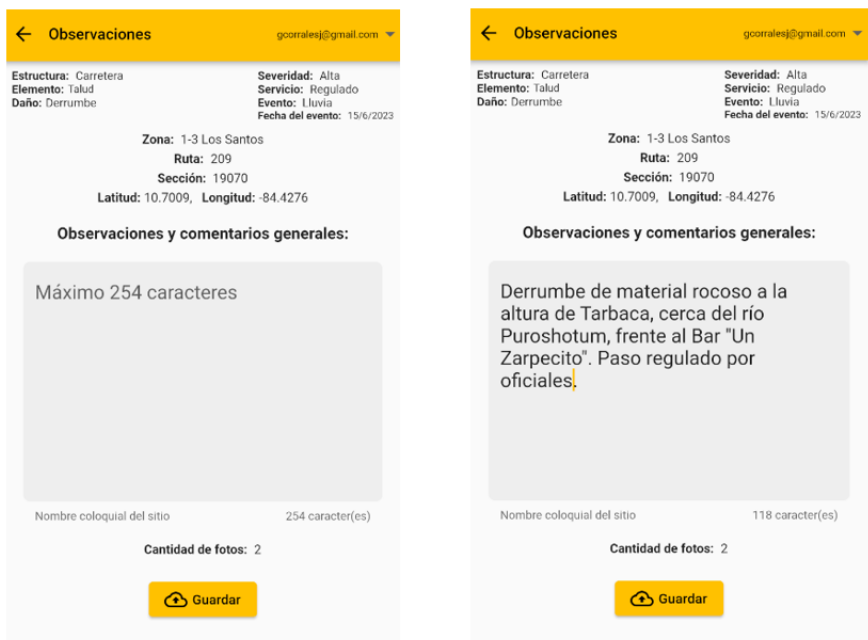 Observaciones
gcorralesj@gmail.com
Estructura: Carretera
Elemento: Talud
Daño: Derrumbe
Severidad: Alta
Servicio: Regulado
Evento: Lluvia
Fecha del evento: 15/6/2023
Zona: 1-3 Los Santos
Ruta: 209
Sección: 19070
Latitud: 10.7009, Longitud: -84.4276
Observaciones y comentarios generales:
Máximo 254 caracteres
Nombre coloquial del sitio
254 caracter(es)
Cantidad de fotos: 2
Guardar
Observaciones
gcorralesj@gmail.com
Estructura: Carretera
Elemento: Talud
Daño: Derrumbe
Severidad: Alta
Servicio: Regulado
Evento: Lluvia
Fecha del evento: 15/6/2023
Zona: 1-3 Los Santos
Ruta: 209
Sección: 19070
Latitud: 10.7009, Longitud: -84.4276
Observaciones y comentarios generales:
Derrumbe de material rocoso a la
altura de Tarbaca, cerca del río
Puroshotum, frente al Bar "Un
Zarpecito". Paso regulado por
oficiales.
Nombre coloquial del sitio
118 caracter(es)
Cantidad de fotos: 2
Guardar